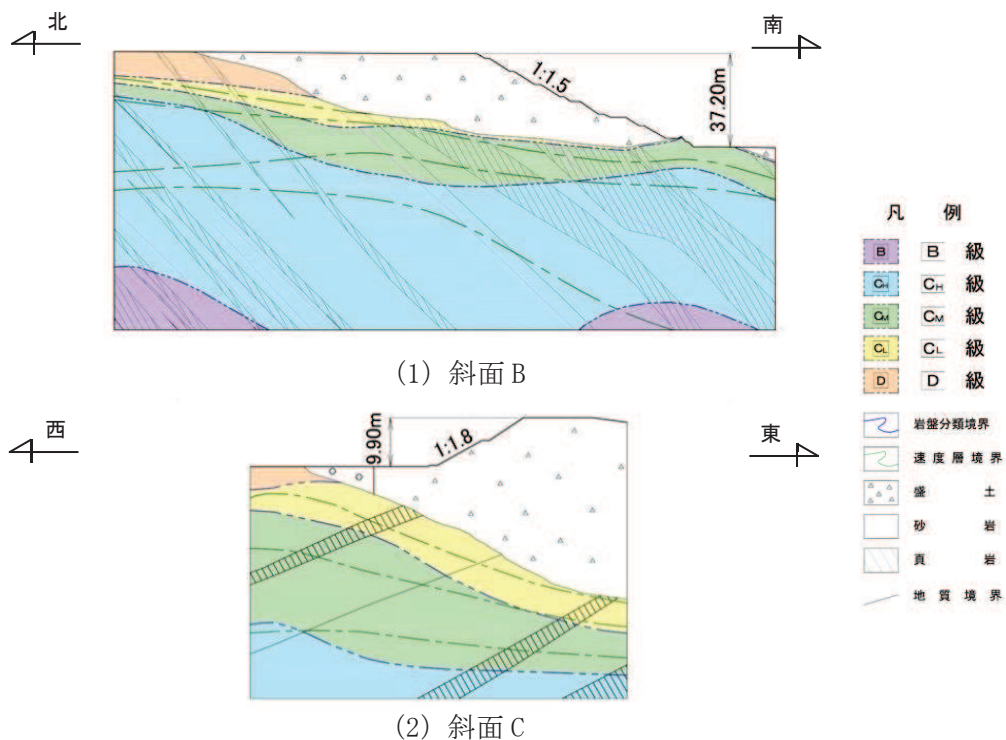 北
南
1:1.5
37.20m
(1) 斜面 B
西
東
9.90m
1:1.8
(2) 斜面 C
凡 例
B B 級
CH CH 級
CM CM 級
CL CL 級
D D 級
岩盤分類境界
速度層境界
盛 土
砂 岩
頁 岩
地質境界